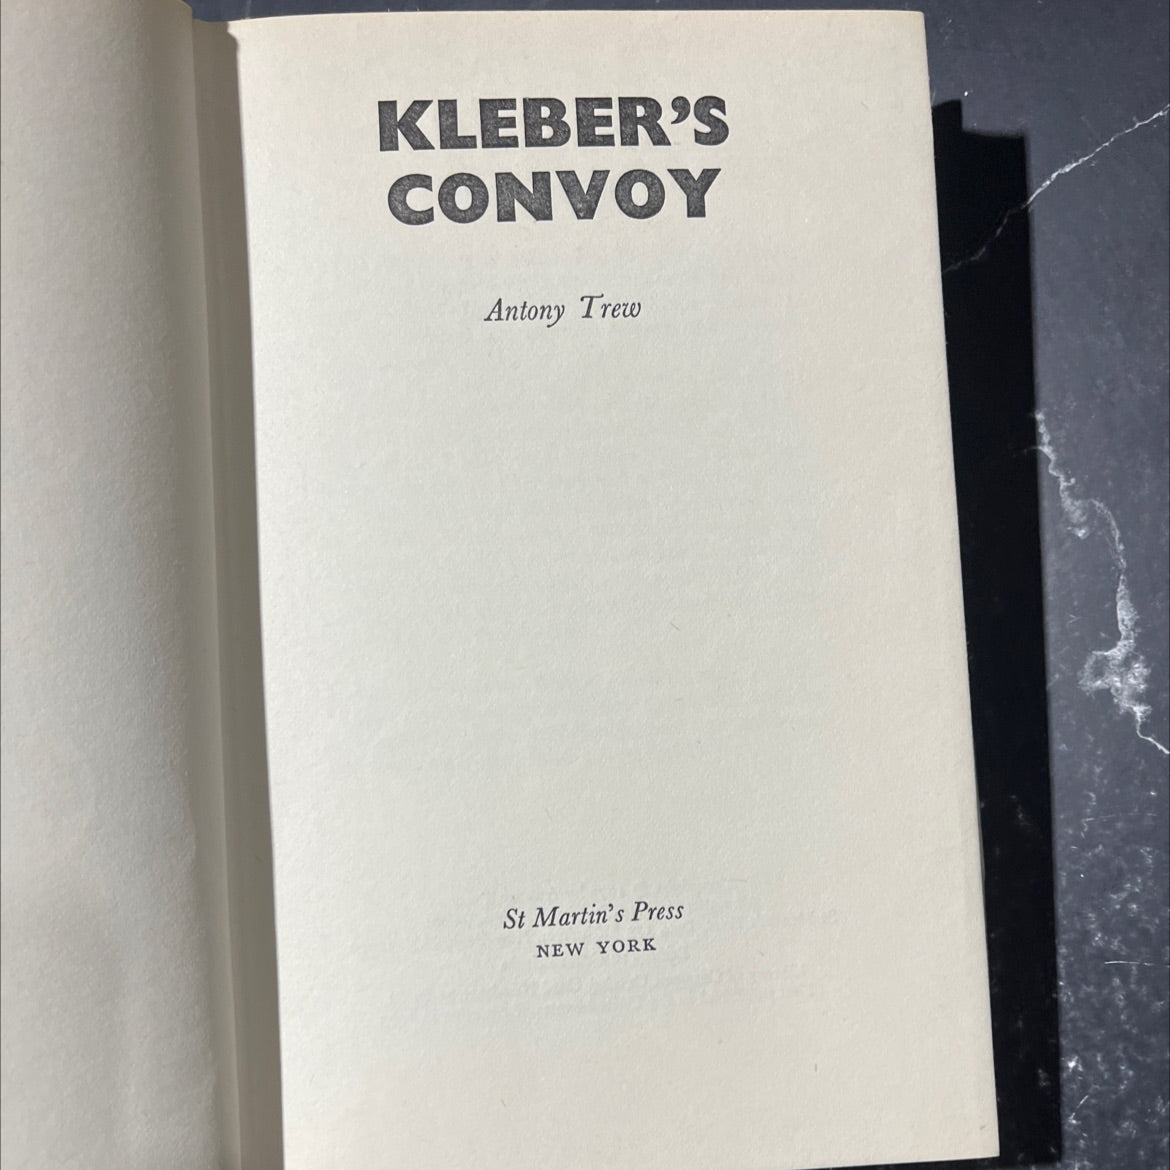 KLEBER’S
CONVOY
Antony Trew
St Martin’s Press
NEW YORK